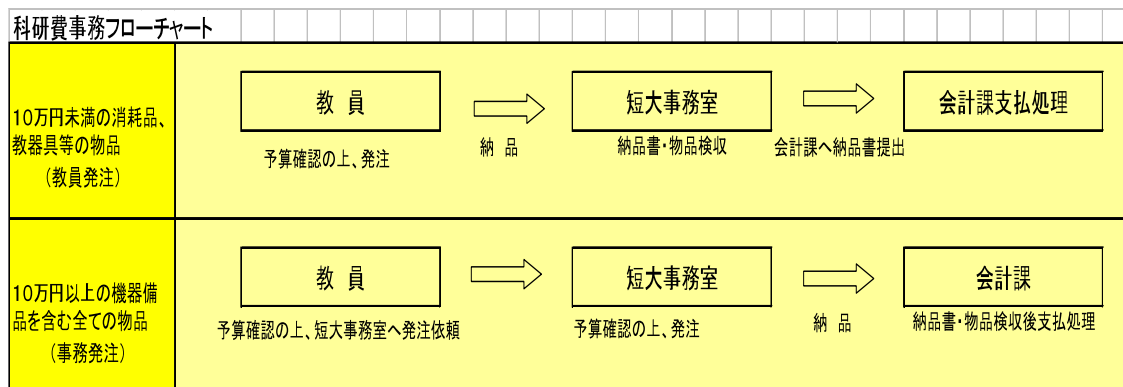 科研費事務フローチャート
10万円未満の消耗品、
教器具等の物品
(教員発注)
教 員
予算確認の上、発注
納 品
短大事務室
納品書・物品検収
会計課へ納品書提出
会計課支払処理
10万円以上の機器備
品を含む全ての物品
(事務発注)
教 員
予算確認の上、短大事務室へ発注依頼
短大事務室
予算確認の上、発注
納 品
会計課
納品書・物品検収後支払処理